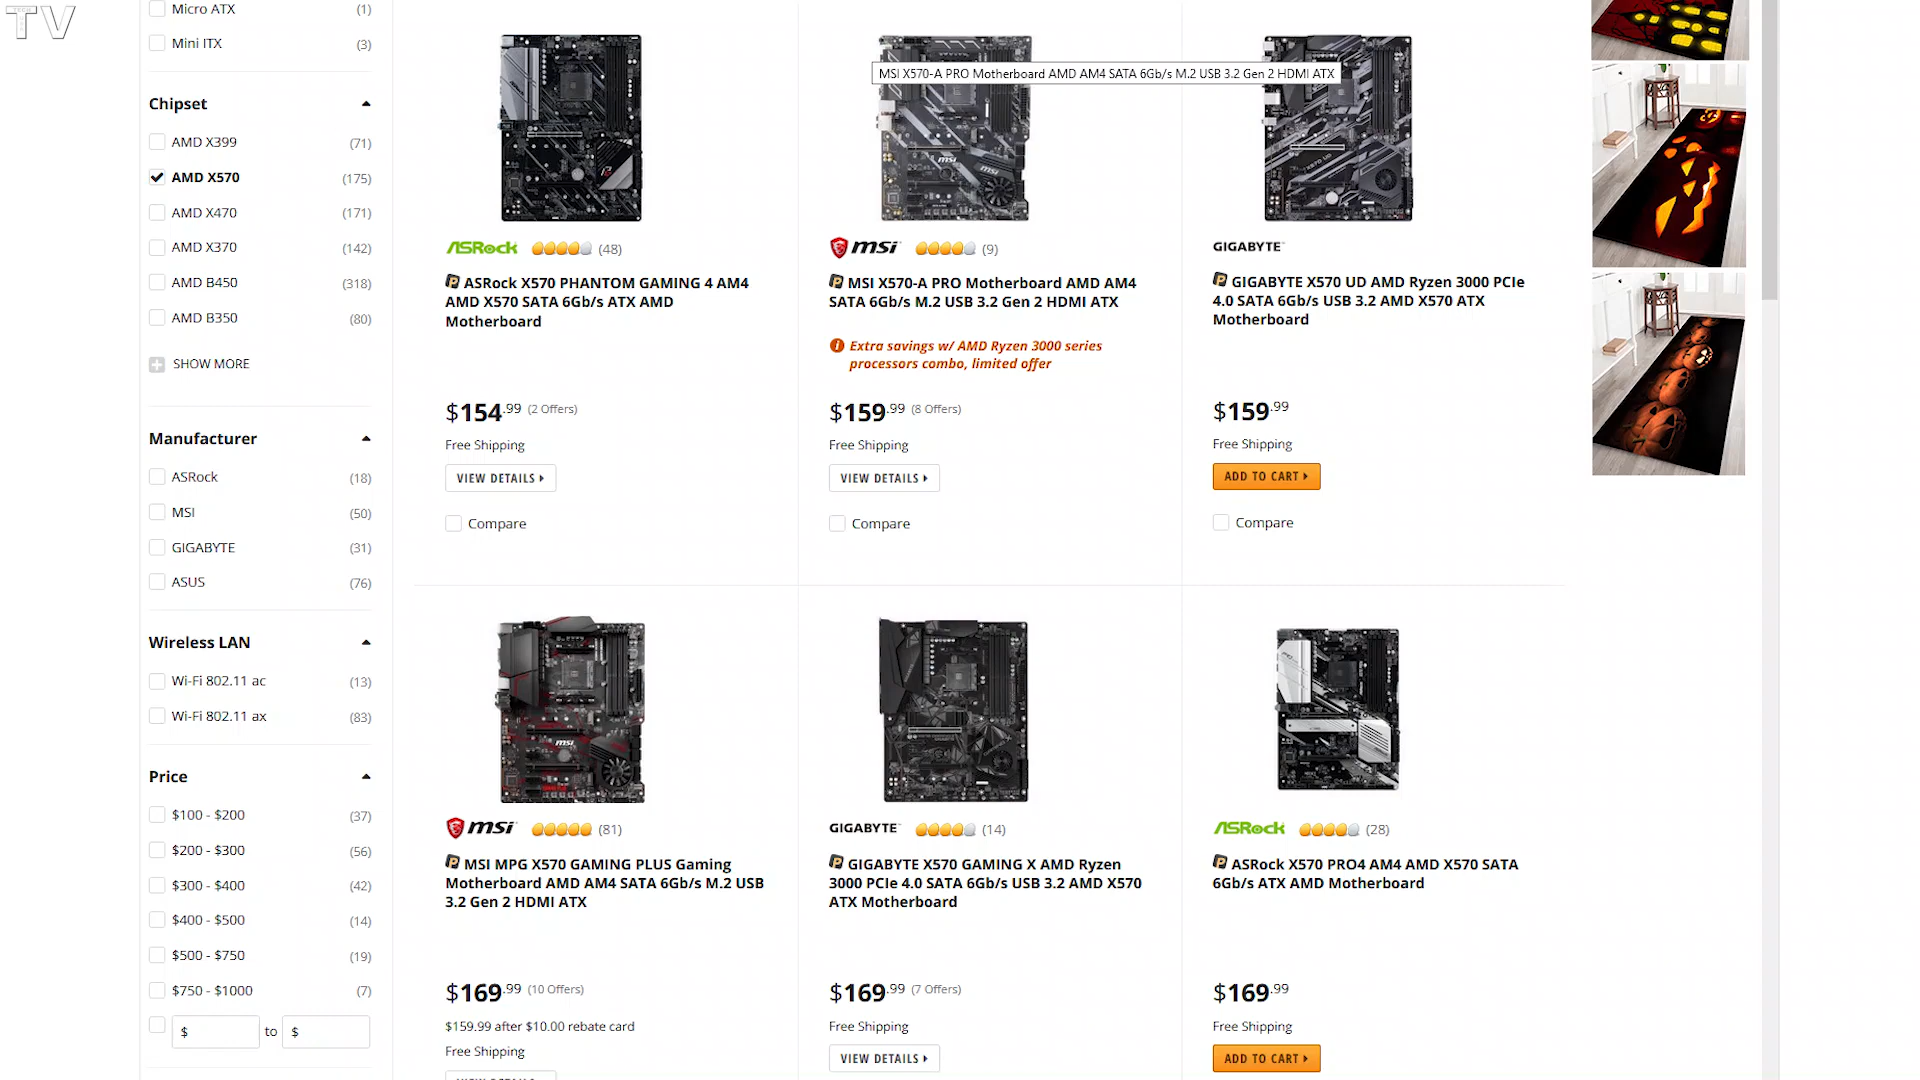 TV
Micro ATX (1)
Mini ITX (3)
Chipset
AMD X399 (71)
AMD X570 (175)
AMD X470 (171)
AMD X370 (142)
AMD B450 (318)
AMD B350 (80)
SHOW MORE
Manufacturer
ASRock (18)
MSI (50)
GIGABYTE (31)
ASUS (76)
Wireless LAN
Wi-Fi 802.11 ac (13)
Wi-Fi 802.11 ax (83)
Price
$100 - $200 (37)
$200 - $300 (56)
$300 - $400 (42)
$400 - $500 (14)
$500 - $750 (19)
$750 - $1000 (7)
$ to $
ASRock (48)
ASRock X570 PHANTOM GAMING 4 AM4
AMD X570 SATA 6Gb/s ATX AMD
Motherboard
$154.99 (2 Offers)
Free Shipping
VIEW DETAILS
Compare
MSI X570-A PRO Motherboard AMD AM4 SATA 6Gb/s M.2 USB 3.2 Gen 2 HDMI ATX
msi
msi
msi (9)
MSI X570-A PRO Motherboard AMD AM4
SATA 6Gb/s M.2 USB 3.2 Gen 2 HDMI ATX
Extra savings w/ AMD Ryzen 3000 series
processors combo, limited offer
$159.99 (8 Offers)
Free Shipping
VIEW DETAILS
Compare
GIGABYTE
GIGABYTE X570 UD AMD Ryzen 3000 PCIe
4.0 SATA 6Gb/s USB 3.2 AMD X570 ATX
Motherboard
$159.99
Free Shipping
ADD TO CART
Compare
msi
msi (81)
MSI MPG X570 GAMING PLUS Gaming
Motherboard AMD AM4 SATA 6Gb/s M.2 USB
3.2 Gen 2 HDMI ATX
$169.99 (10 Offers)
$159.99 after $10.00 rebate card
Free Shipping
VIEW DETAILS
GIGABYTE (14)
GIGABYTE X570 GAMING X AMD Ryzen
3000 PCIe 4.0 SATA 6Gb/s USB 3.2 AMD X570
ATX Motherboard
$169.99 (7 Offers)
Free Shipping
VIEW DETAILS
ASRock (28)
ASRock X570 PRO4 AM4 AMD X570 SATA
6Gb/s ATX AMD Motherboard
$169.99
Free Shipping
ADD TO CART